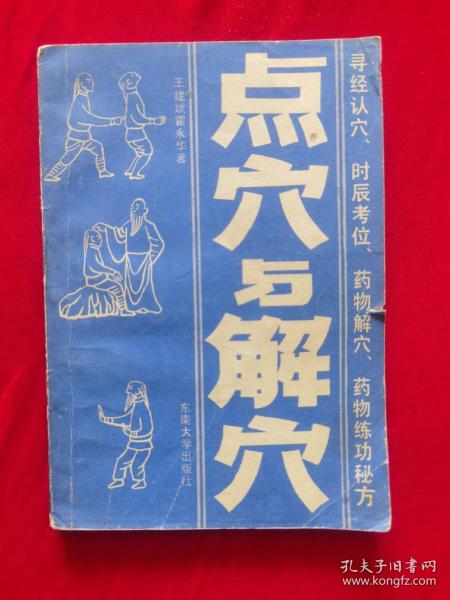 寻经认穴、时辰考位、药物解穴、药物练功秘方
点穴与解穴
王建斌霍永华著
东南大学出版社
孔夫子旧书网
www.kongfz.com